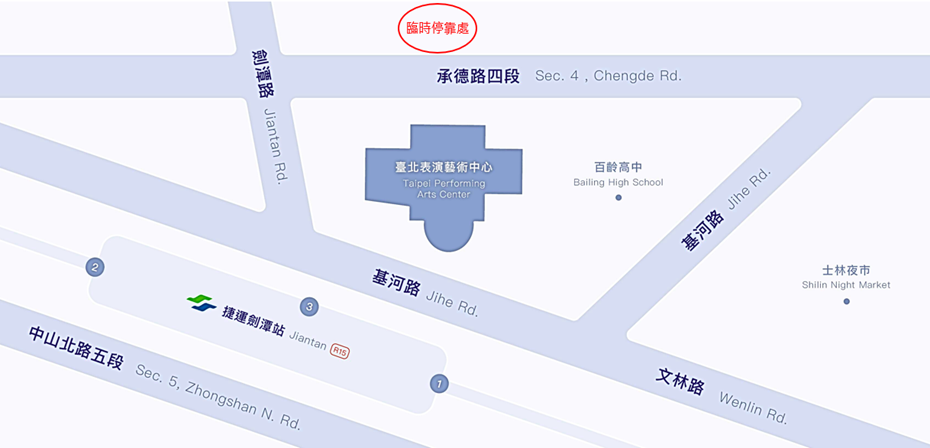 臨時停靠處
承德路四段 Sec. 4 , Chengde Rd.
劍潭路 Jiantan Rd.
臺北表演藝術中心
Taipei Performing
Arts Center
百齡高中
Bailing High School
基河路 Jihe Rd.
士林夜市
Shilin Night Market
基河路 Jihe Rd.
2
3
捷運劍潭站 Jiantan R15
1
中山北路五段 Sec. 5, Zhongshan N. Rd.
文林路 Wenlin Rd.